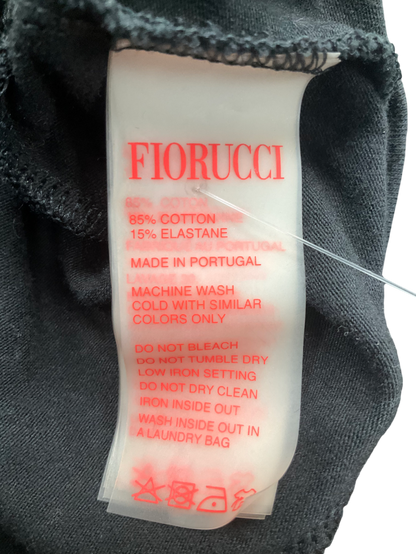 FIORUCCI
85% COTTON
15% ELASTANE
MADE IN PORTUGAL
MACHINE WASH
COLD WITH SIMILAR
COLORS ONLY
DO NOT BLEACH
DO NOT TUMBLE DRY
LOW IRON SETTING
DO NOT DRY CLEAN
IRON INSIDE OUT
WASH INSIDE OUT IN
A LAUNDRY BAG